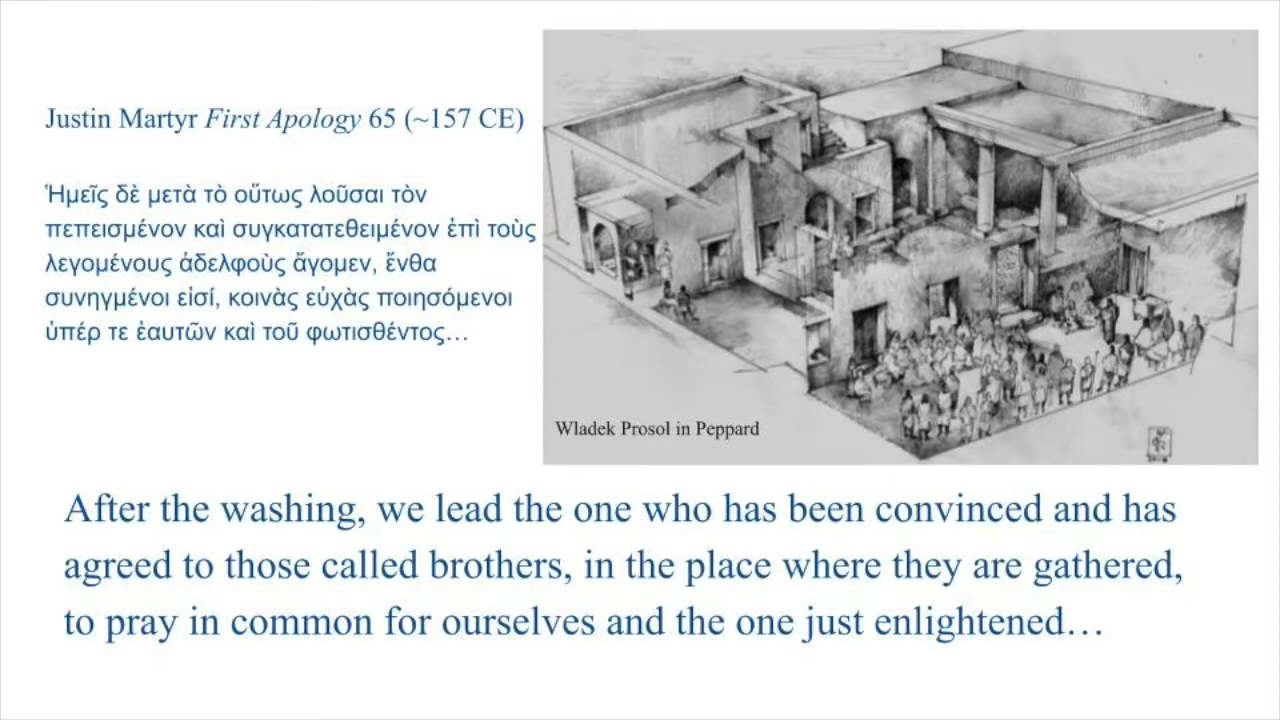 Justin Martyr First Apology 65 (~157 CE)
Ἡμεῖς δὲ μετὰ τὸ οὕτως λοῦσαι τὸν
πεπεισμένον καὶ συγκατατεθειμένον ἐπὶ τοὺς
λεγομένους ἀδελφοὺς ἄγομεν, ἔνθα
συνηγμένοι εἰσί, κοινὰς εὐχὰς ποιησόμενοι
ὑπέρ τε ἑαυτῶν καὶ τοῦ φωτισθέντος…
Wladek Prosol in Peppard
After the washing, we lead the one who has been convinced and has
agreed to those called brothers, in the place where they are gathered,
to pray in common for ourselves and the one just enlightened…